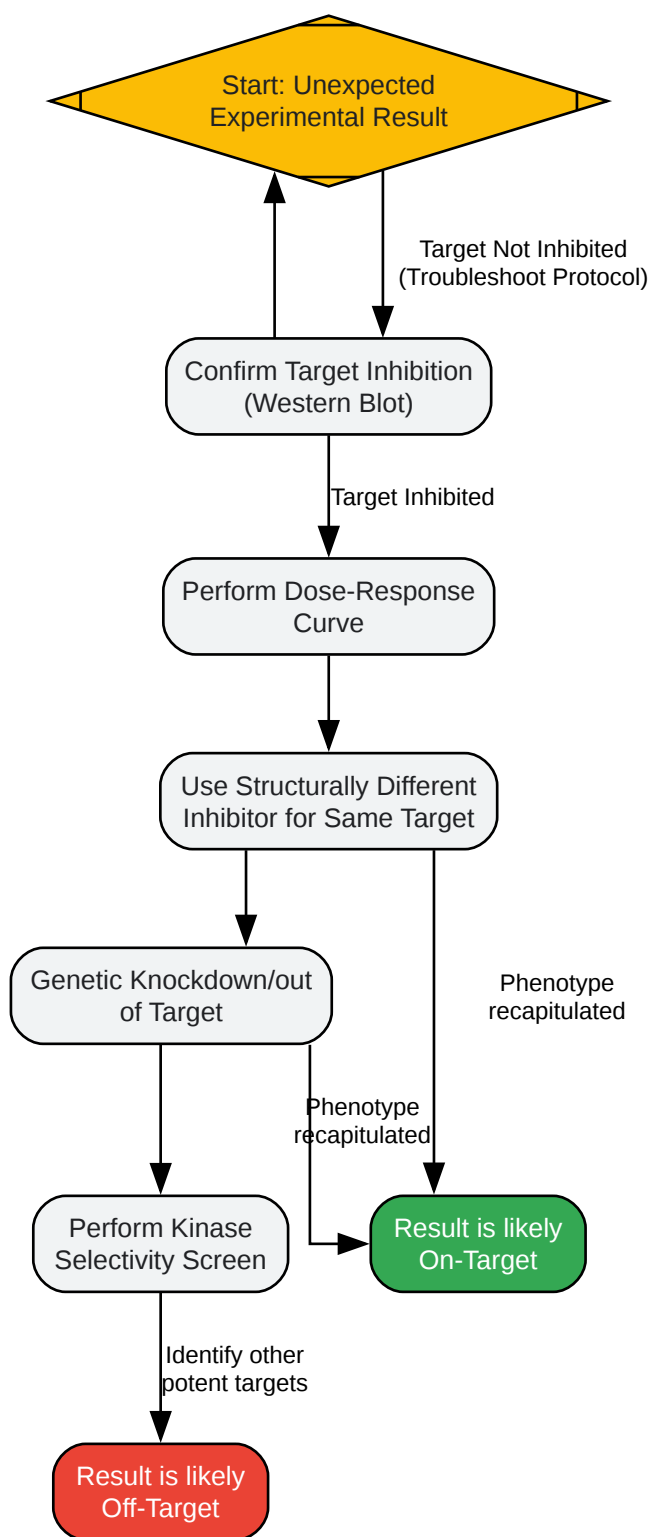 Start: Unexpected
Experimental Result
Target Not Inhibited
(Troubleshoot Protocol)
Confirm Target Inhibition
(Western Blot)
Target Inhibited
Perform Dose-Response
Curve
Use Structurally Different
Inhibitor for Same Target
Genetic Knockdown/out
of Target
Phenotype
recapitulated
Phenotype
recapitulated
Perform Kinase
Selectivity Screen
Result is likely
On-Target
Identify other
potent targets
Result is likely
Off-Target